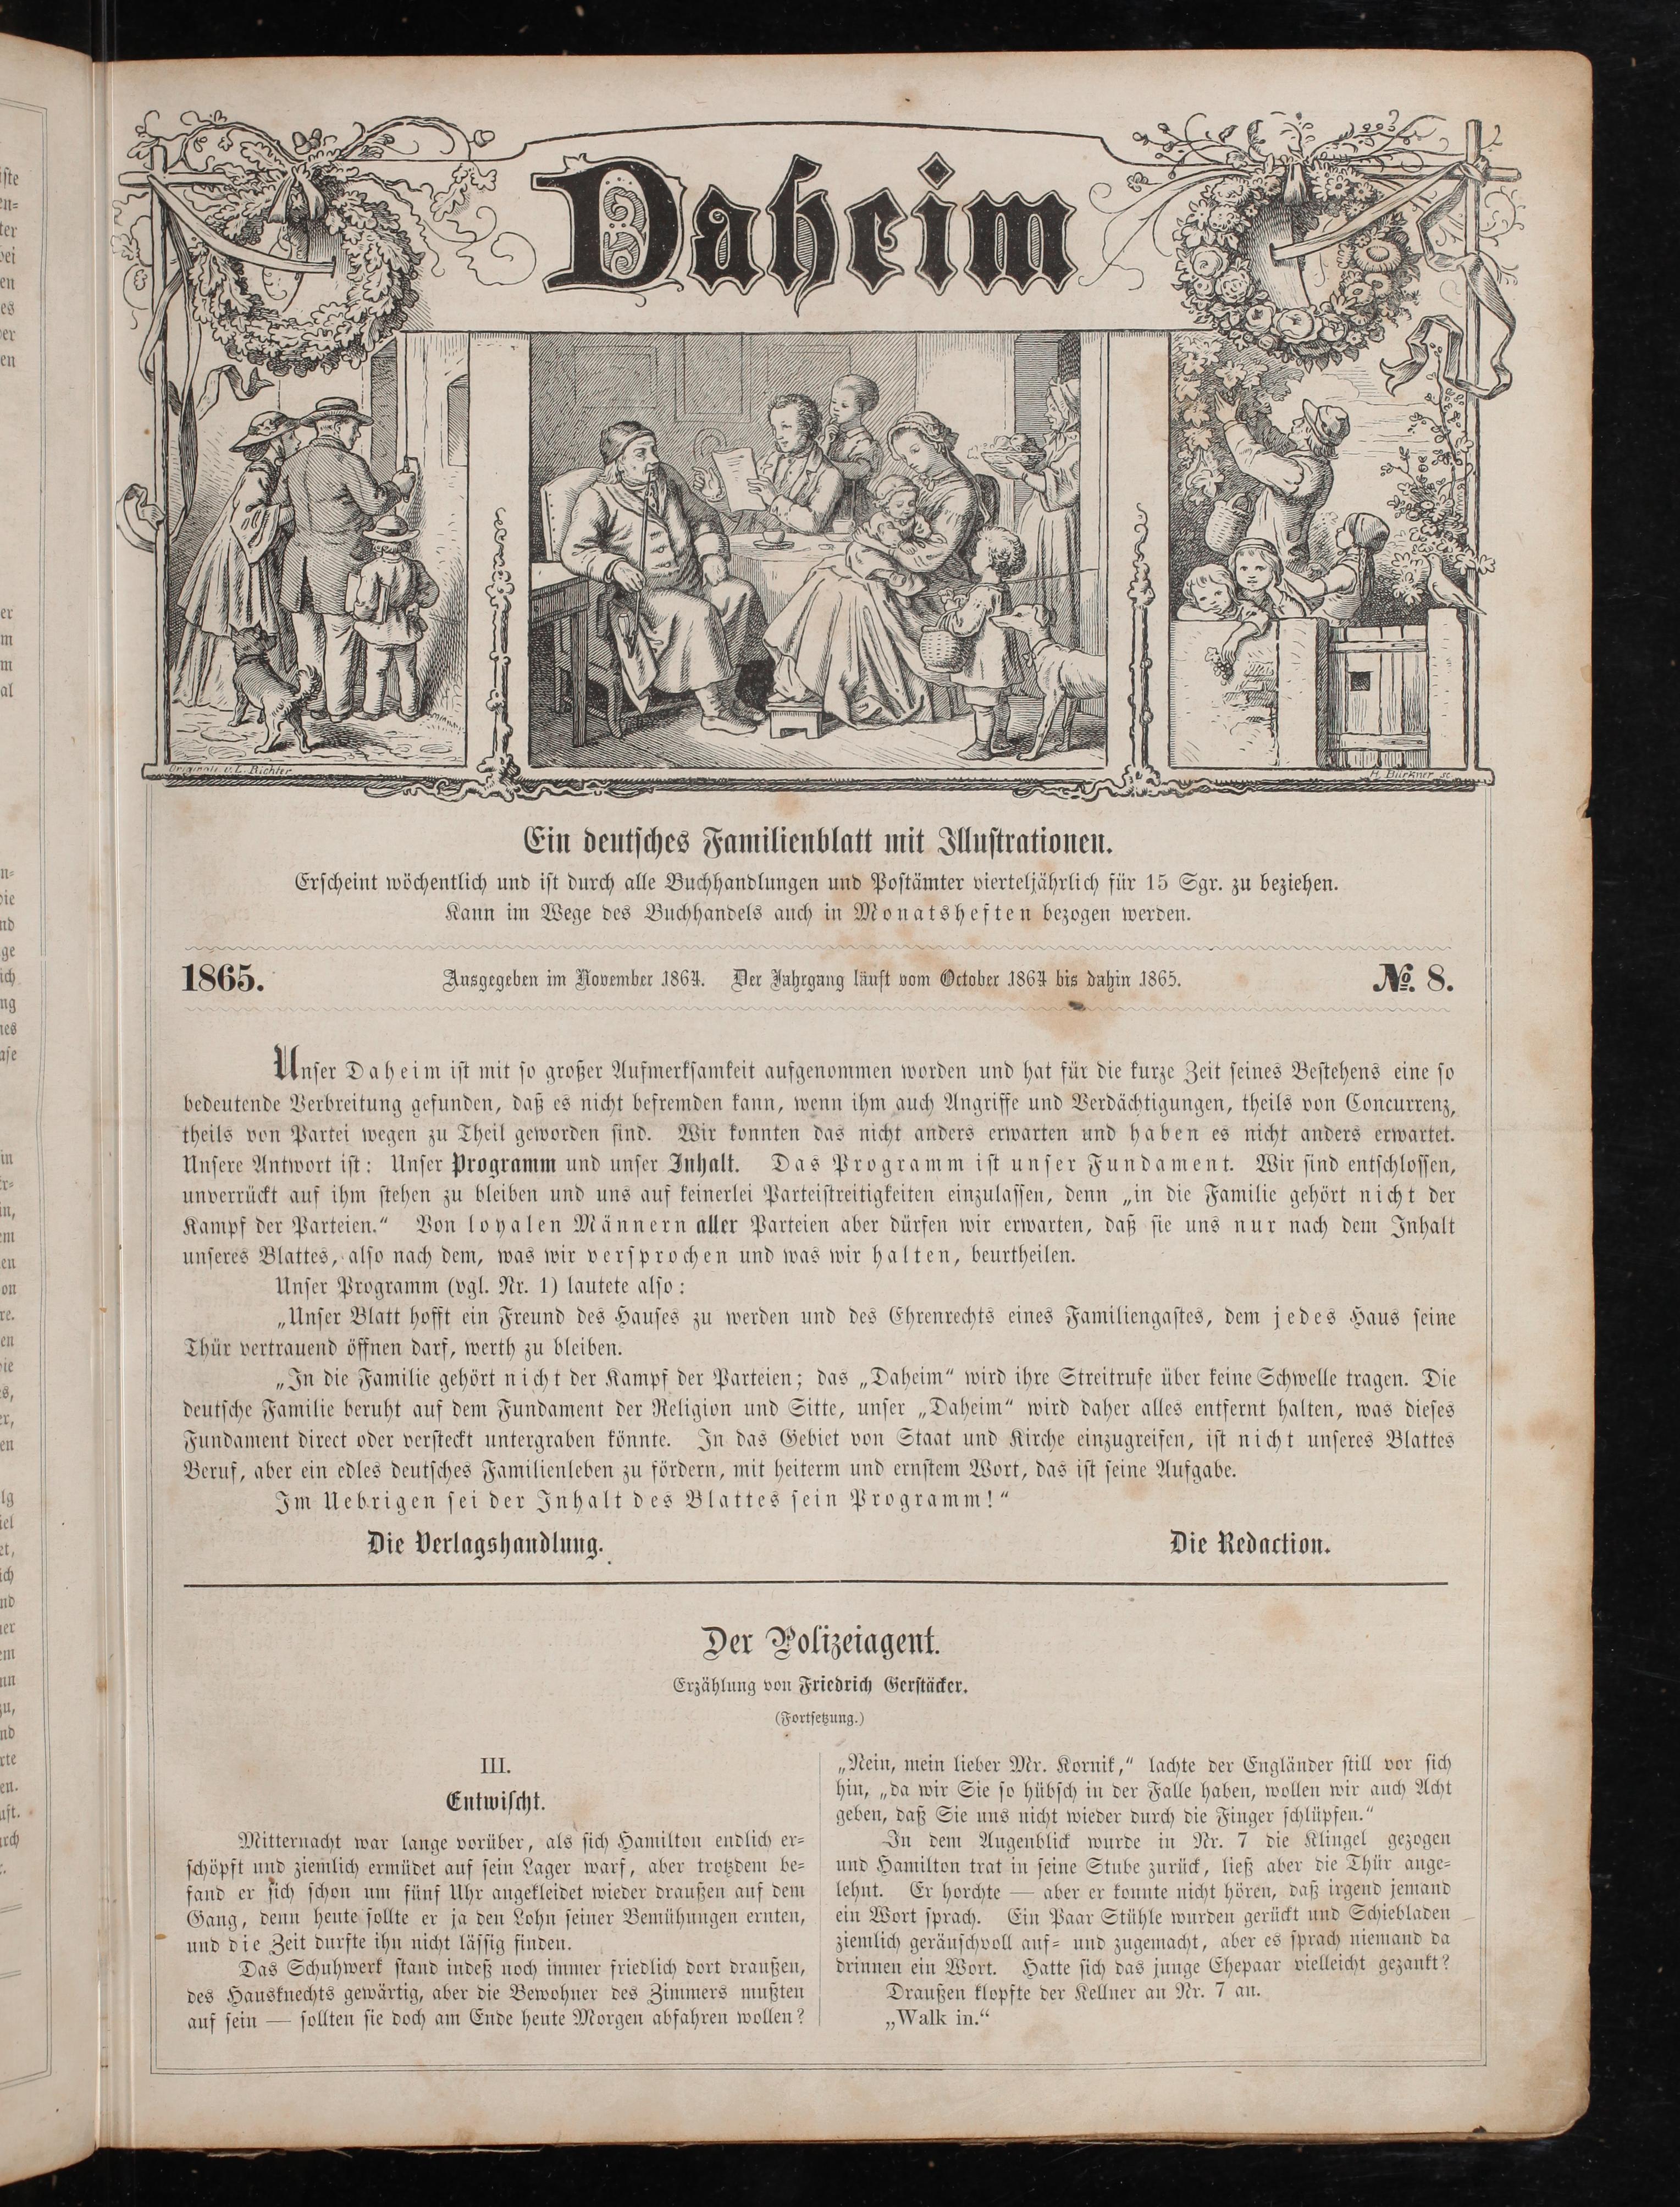 Daheim
Originale v. L. Richter
H. Bürkner sc.
Ein deutsches Familienblatt mit Illustrationen.
Erscheint wöchentlich und ist durch alle Buchhandlungen und Postämter vierteljährlich für 15 Sgr. zu beziehen.
Kann im Wege des Buchhandels auch in Monatsheften bezogen werden.
1865. Ausgegeben im November 1864. Der Jahrgang läuft vom October 1864 bis dahin 1865. No. 8.
Unser Daheim ist mit so großer Aufmerksamkeit aufgenommen worden und hat für die kurze Zeit seines Bestehens eine so
bedeutende Verbreitung gefunden, daß es nicht befremden kann, wenn ihm auch Angriffe und Verdächtigungen, theils von Concurrenz,
theils von Partei wegen zu Theil geworden sind. Wir konnten das nicht anders erwarten und haben es nicht anders erwartet.
Unsere Antwort ist: Unser Programm und unser Inhalt. Das Programm ist unser Fundament. Wir sind entschlossen,
unverrückt auf ihm stehen zu bleiben und uns auf keinerlei Parteistreitigkeiten einzulassen, denn „in die Familie gehört nicht der
Kampf der Parteien.“ Von loyalen Männern aller Parteien aber dürfen wir erwarten, daß sie uns nur nach dem Inhalt
unseres Blattes, also nach dem, was wir versprochen und was wir halten, beurtheilen.
Unser Programm (vgl. Nr. 1) lautete also:
„Unser Blatt hofft ein Freund des Hauses zu werden und des Ehrenrechts eines Familiengastes, dem jedes Haus seine
Thür vertrauend öffnen darf, werth zu bleiben.
„In die Familie gehört nicht der Kampf der Parteien; das „Daheim“ wird ihre Streitrufe über keine Schwelle tragen. Die
deutsche Familie beruht auf dem Fundament der Religion und Sitte, unser „Daheim“ wird daher alles entfernt halten, was dieses
Fundament direct oder versteckt untergraben könnte. In das Gebiet von Staat und Kirche einzugreifen, ist nicht unseres Blattes
Beruf, aber ein edles deutsches Familienleben zu fördern, mit heiterm und ernstem Wort, das ist seine Aufgabe.
Im Uebrigen sei der Inhalt des Blattes sein Programm!“
Die Verlagshandlung. Die Redaction.
Der Polizeiagent.
Erzählung von Friedrich Gerstäcker.
(Fortsetzung.)
III.
Entwischt.
Mitternacht war lange vorüber, als sich Hamilton endlich er-
schöpft und ziemlich ermüdet auf sein Lager warf, aber trotzdem be-
fand er sich schon um fünf Uhr angekleidet wieder draußen auf dem
Gang, denn heute sollte er ja den Lohn seiner Bemühungen ernten,
und die Zeit durfte ihn nicht lässig finden.
Das Schuhwerk stand indeß noch immer friedlich dort draußen,
des Hausknechts gewärtig, aber die Bewohner des Zimmers mußten
auf sein — sollten sie doch am Ende heute Morgen abfahren wollen?
„Nein, mein lieber Mr. Kornik,“ lachte der Engländer still vor sich
hin, „da wir Sie so hübsch in der Falle haben, wollen wir auch Acht
geben, daß Sie uns nicht wieder durch die Finger schlüpfen.“
In dem Augenblick wurde in Nr. 7 die Klingel gezogen
und Hamilton trat in seine Stube zurück, ließ aber die Thür ange-
lehnt. Er horchte — aber er konnte nicht hören, daß irgend jemand
ein Wort sprach. Ein Paar Stühle wurden gerückt und Schiebladen
ziemlich geräuschvoll auf- und zugemacht, aber es sprach niemand da
drinnen ein Wort. Hatte sich das junge Ehepaar vielleicht gezankt?
Draußen klopfte der Kellner an Nr. 7 an.
„Walk in.“